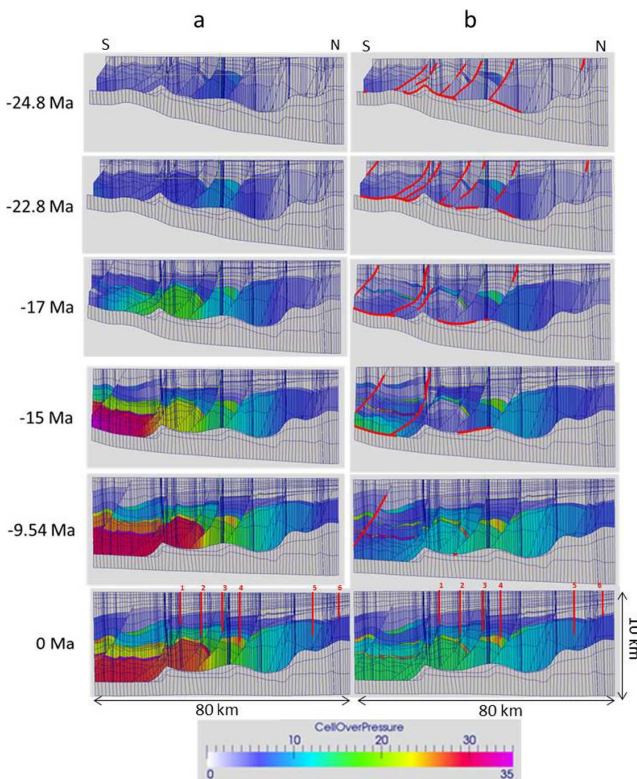 a b
S N S N
-24.8 Ma
-22.8 Ma
-17 Ma
-15 Ma
-9.54 Ma
1 2 3 4 5 6 1 2 3 4 5 6
0 Ma
10 km
80 km 80 km
CellOverPressure
10 20 30
0 35